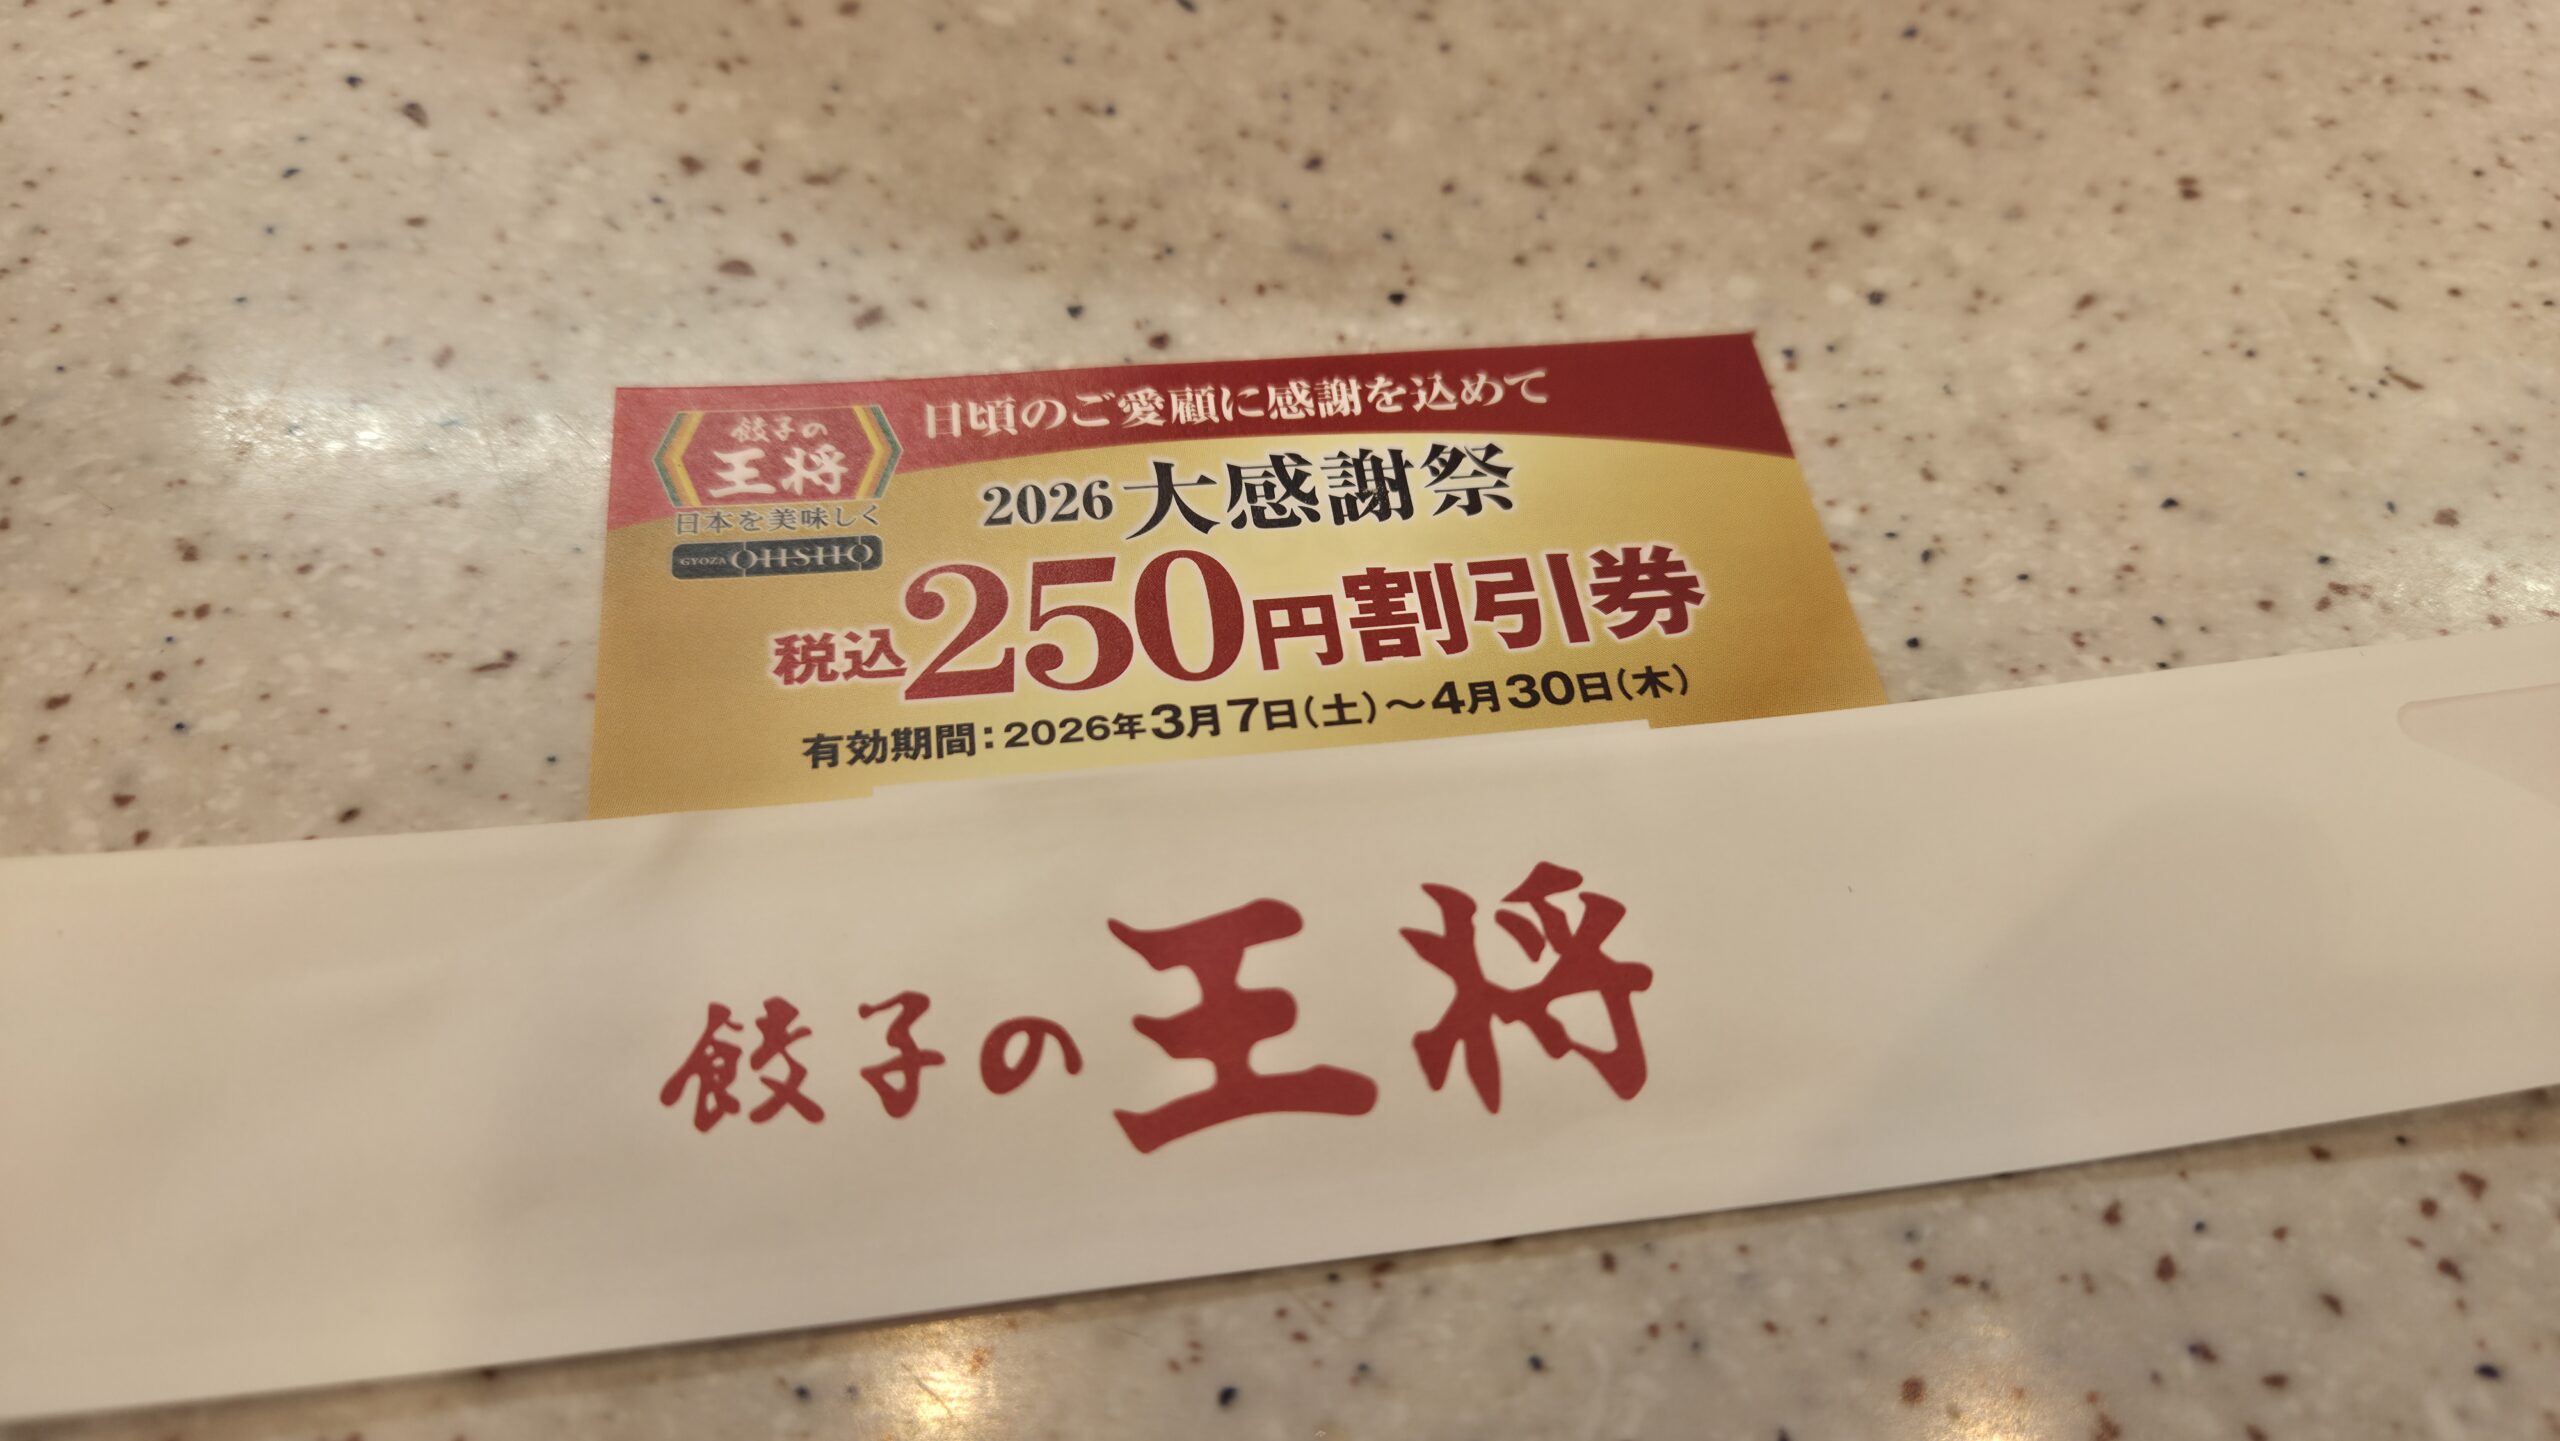 日頃のご愛顧に感謝を込めて
餃子の
王将
日本を美味しく
GYOZA OHSHO
2026 大感謝祭
税込250円割引券
有効期間：2026年3月7日（土）～4月30日（木）
餃子の王将